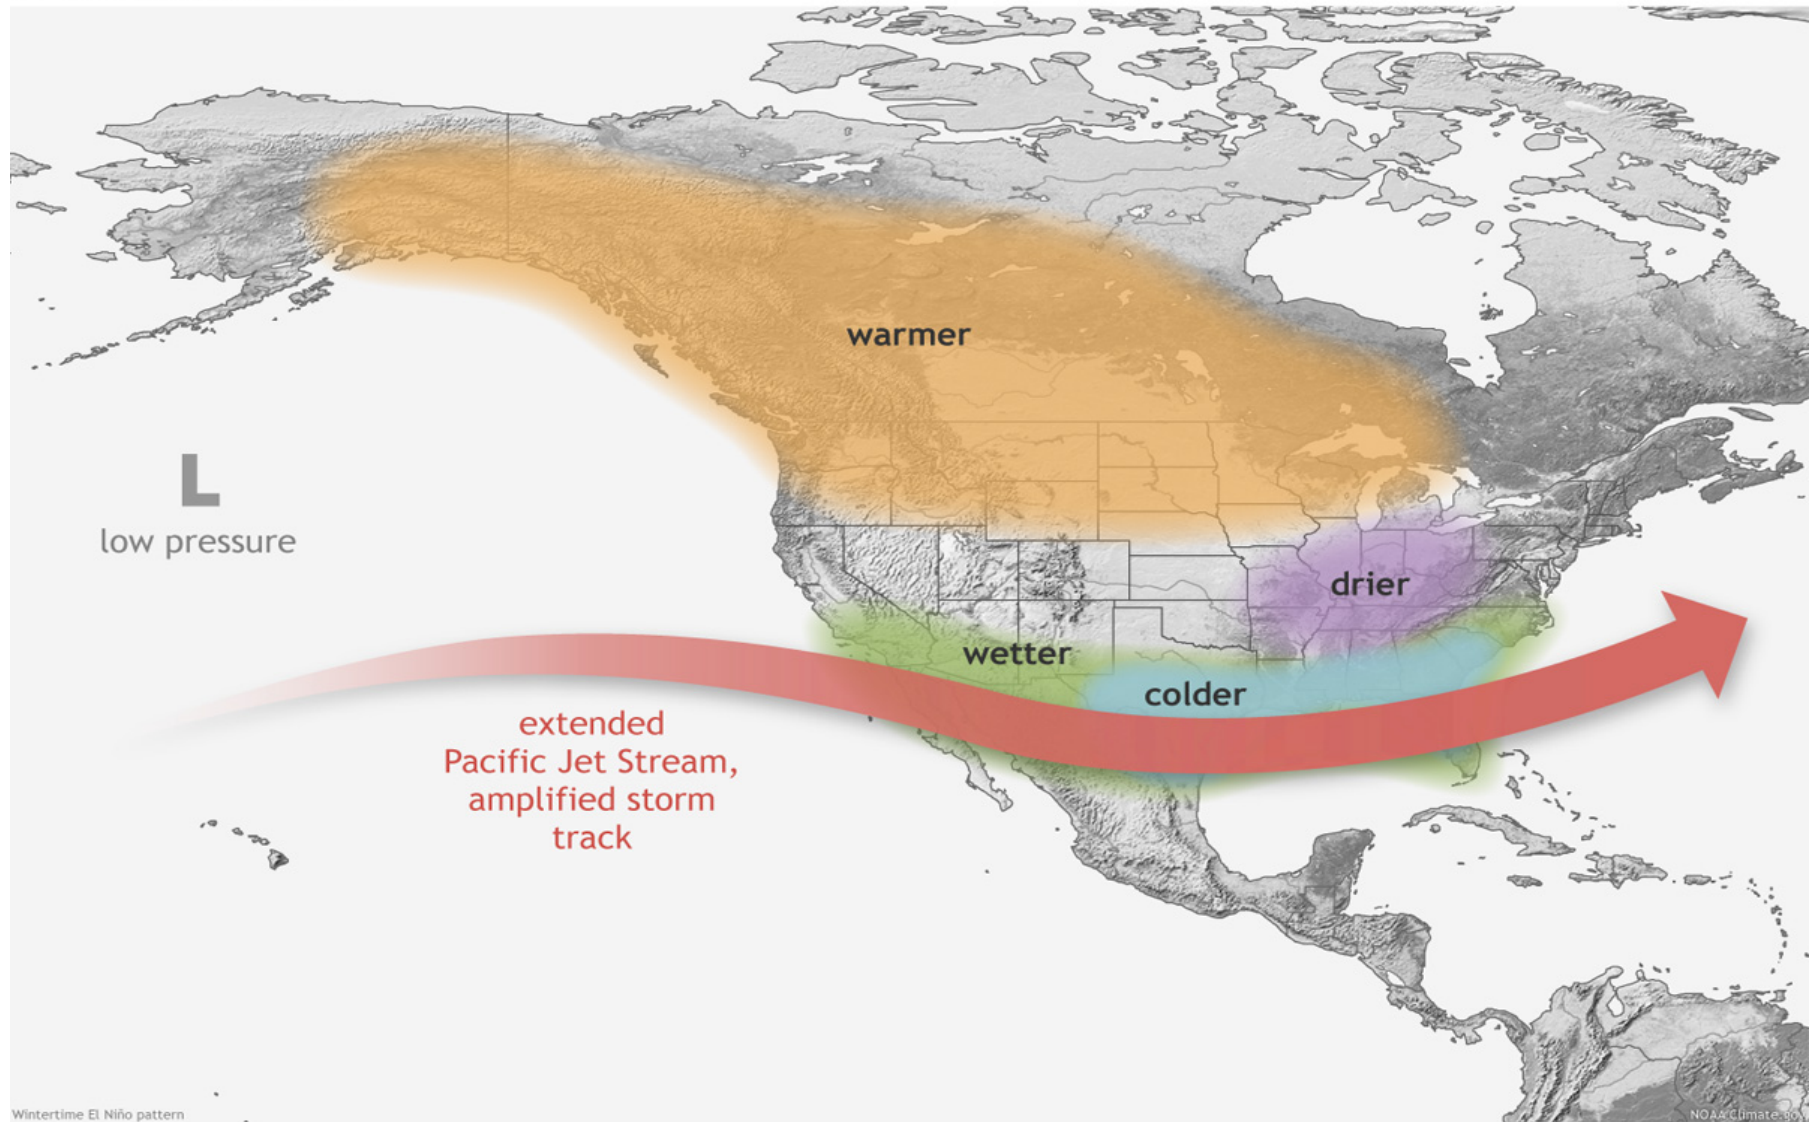 warmer
L
low pressure
drier
wetter
colder
extended
Pacific Jet Stream,
amplified storm
track
Wintertime El Niño pattern
NOAA Climate.gov